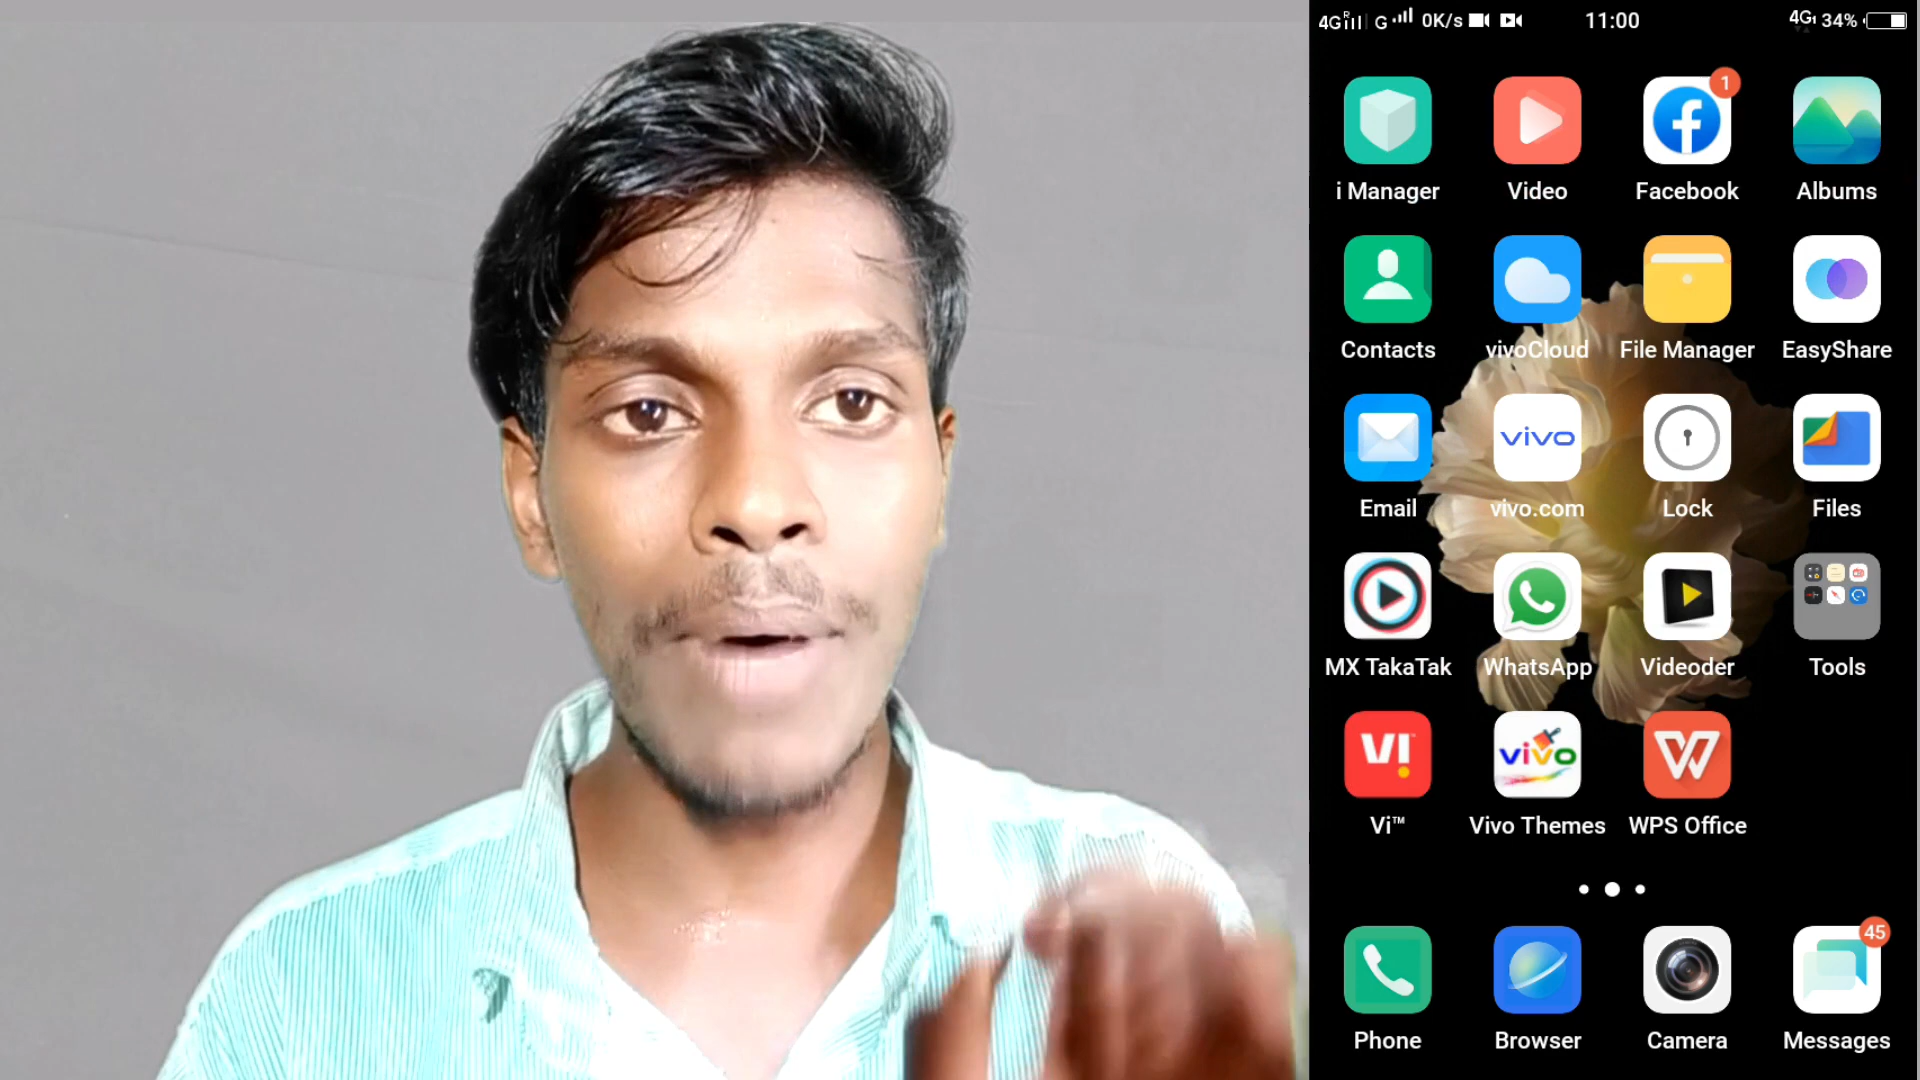 4G R G 0K/s 11:00 4G 34%
1
i Manager Video Facebook Albums
Contacts vivoCloud File Manager EasyShare
vivo
Email vivo.com Lock Files
MX TakaTak WhatsApp Videoder Tools
VI vivo W
Vi™ Vivo Themes WPS Office
45
Phone Browser Camera Messages